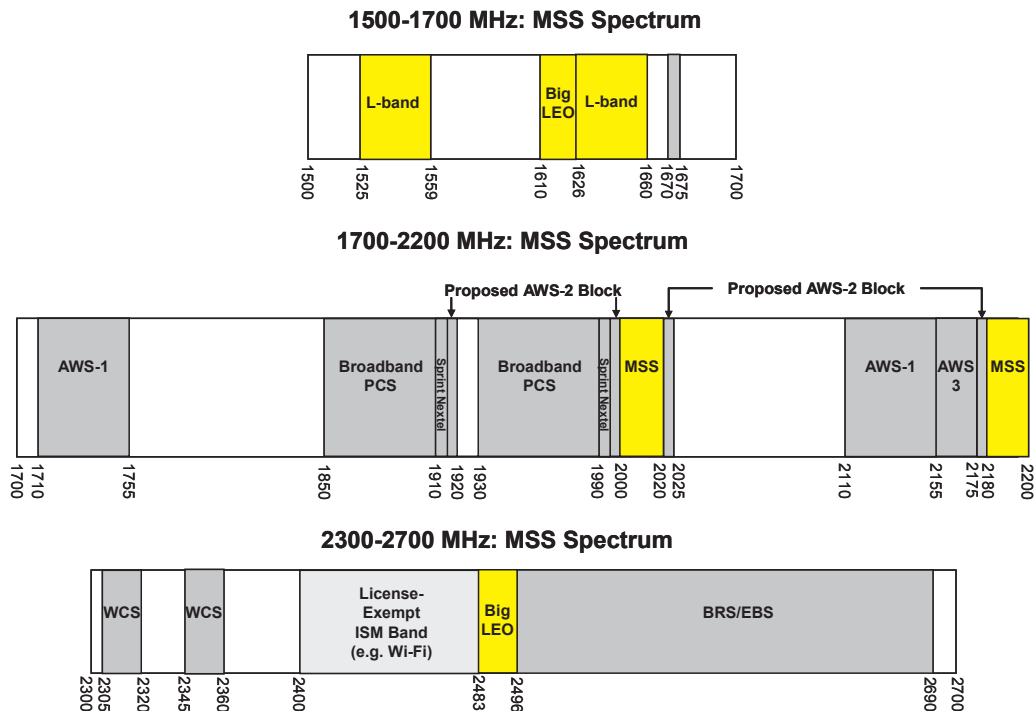 1500-1700 MHz: MSS Spectrum
L-band
Big
LEO
L-band
1500
1525
1559
1610
1626
1660
1670
1675
1700
1700-2200 MHz: MSS Spectrum
Proposed AWS-2 Block
Proposed AWS-2 Block
AWS-1
Broadband
PCS
Sprint Nextel
Broadband
PCS
Sprint Nextel
MSS
AWS-1
AWS
3
MSS
1700
1710
1755
1850
1910
1920
1930
1990
2000
2020
2025
2110
2155
2175
2180
2200
2300-2700 MHz: MSS Spectrum
WCS
WCS
License-
Exempt
ISM Band
(e.g. Wi-Fi)
Big
LEO
BRS/EBS
2300
2305
2320
2345
2360
2400
2483
2496
2690
2700